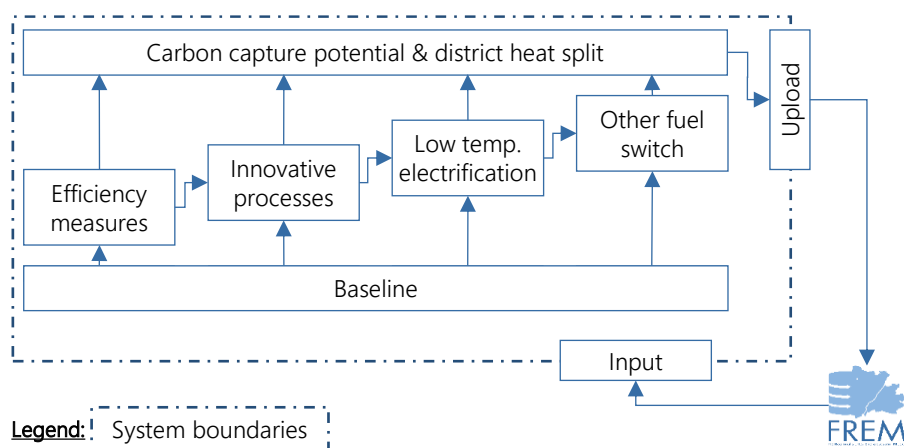 Carbon capture potential & district heat split
Upload
Other fuel
switch
Low temp.
electrification
Innovative
processes
Efficiency
measures
Baseline
Input
FREM
Legend: System boundaries